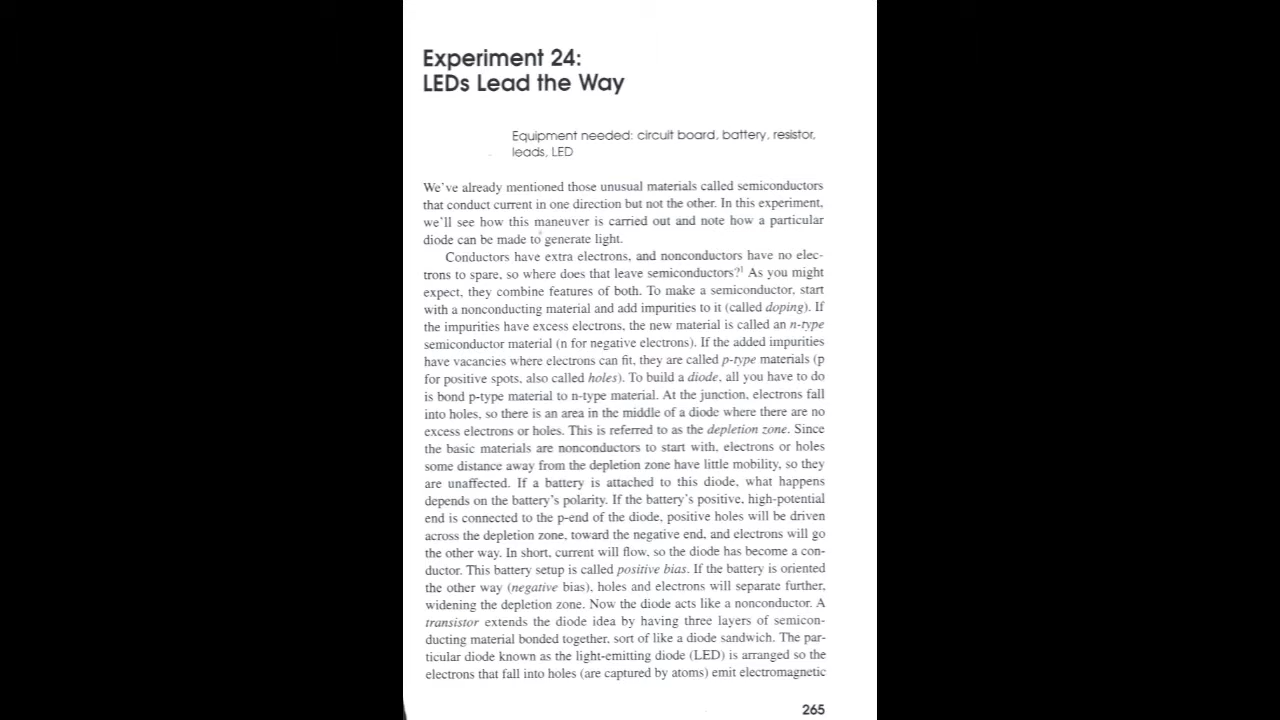 Experiment 24:
LEDs Lead the Way
Equipment needed: circuit board, battery, resistor,
leads, LED
We've already mentioned those unusual materials called semiconductors
that conduct current in one direction but not the other. In this experiment,
we'll see how this maneuver is carried out and note how a particular
diode can be made to generate light.
Conductors have extra electrons, and nonconductors have no elec-
trons to spare, so where does that leave semiconductors?¹ As you might
expect, they combine features of both. To make a semiconductor, start
with a nonconducting material and add impurities to it (called doping). If
the impurities have excess electrons, the new material is called an n-type
semiconductor material (n for negative electrons). If the added impurities
have vacancies where electrons can fit, they are called p-type materials (p
for positive spots, also called holes). To build a diode, all you have to do
is bond p-type material to n-type material. At the junction, electrons fall
into holes, so there is an area in the middle of a diode where there are no
excess electrons or holes. This is referred to as the depletion zone. Since
the basic materials are nonconductors to start with, electrons or holes
some distance away from the depletion zone have little mobility, so they
are unaffected. If a battery is attached to this diode, what happens
depends on the battery's polarity. If the battery's positive, high-potential
end is connected to the p-end of the diode, positive holes will be driven
across the depletion zone, toward the negative end, and electrons will go
the other way. In short, current will flow, so the diode has become a con-
ductor. This battery setup is called positive bias. If the battery is oriented
the other way (negative bias), holes and electrons will separate further,
widening the depletion zone. Now the diode acts like a nonconductor. A
transistor extends the diode idea by having three layers of semicon-
ducting material bonded together, sort of like a diode sandwich. The par-
ticular diode known as the light-emitting diode (LED) is arranged so the
electrons that fall into holes (are captured by atoms) emit electromagnetic
265